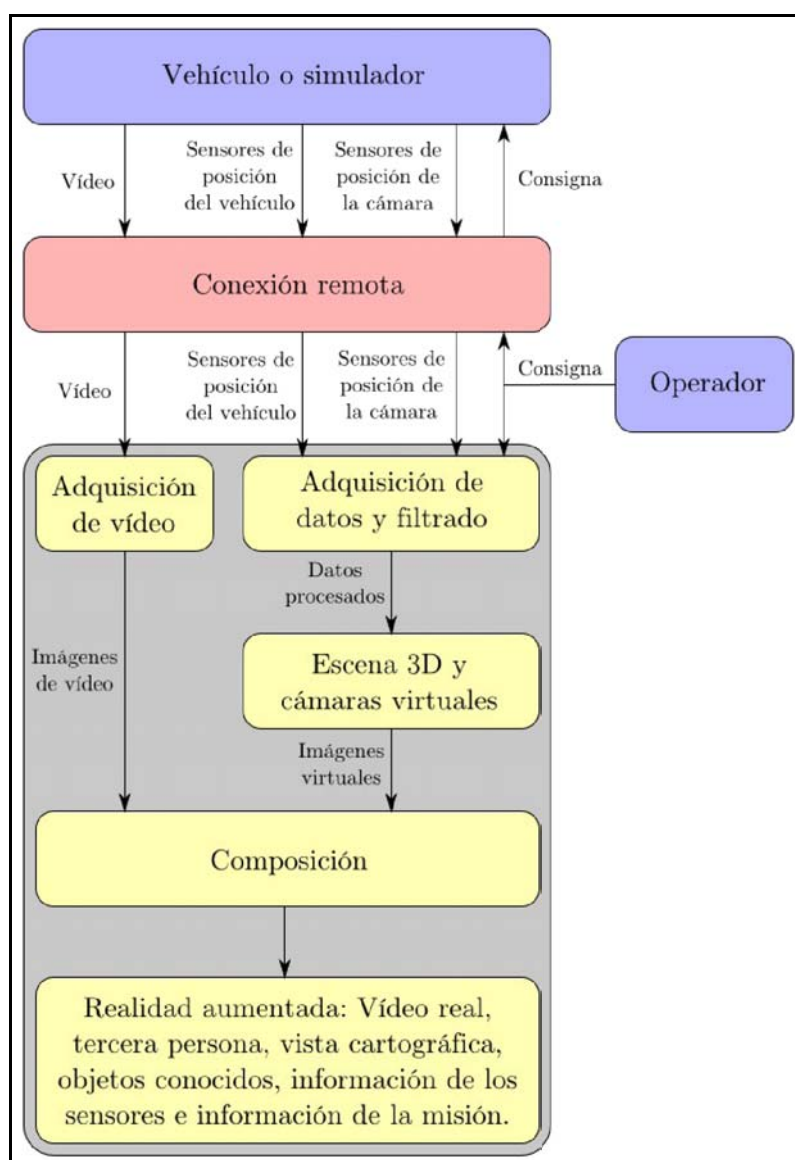 Vehículo o simulador
Vídeo
Sensores de
posición
del vehículo
Sensores de
posición de
la cámara
Consigna
Conexión remota
Vídeo
Sensores de
posición
del vehículo
Sensores de
posición de
la cámara
Consigna
Operador
Adquisición
de vídeo
Adquisición de
datos y filtrado
Datos
procesados
Imágenes
de vídeo
Escena 3D y
cámaras virtuales
Imágenes
virtuales
Composición
Realidad aumentada: Vídeo real,
tercera persona, vista cartográfica,
objetos conocidos, información de los
sensores e información de la misión.